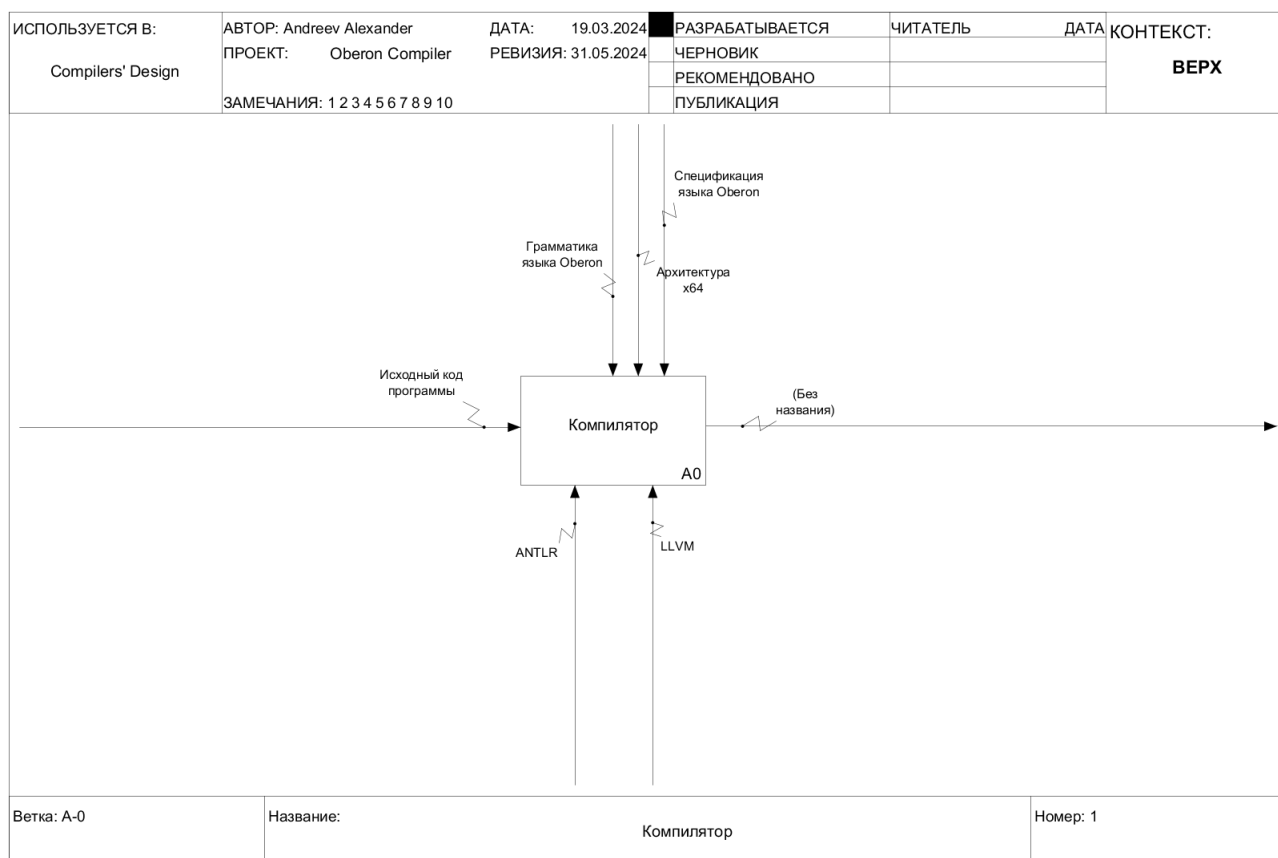 ИСПОЛЬЗУЕТСЯ В:
Compilers' Design
АВТОР: Andreev Alexander
ДАТА: 19.03.2024
ПРОЕКТ: Oberon Compiler
РЕВИЗИЯ: 31.05.2024
ЗАМЕЧАНИЯ: 1 2 3 4 5 6 7 8 9 10
РАЗРАБАТЫВАЕТСЯ
ЧЕРНОВИК
РЕКОМЕНДОВАНО
ПУБЛИКАЦИЯ
ЧИТАТЕЛЬ
ДАТА
КОНТЕКСТ:
ВЕРХ
Спецификация
языка Oberon
Грамматика
языка Oberon
Архитектура
x64
Исходный код
программы
Компилятор
A0
(Без
названия)
ANTLR
LLVM
Ветка: A-0
Название:
Компилятор
Номер: 1